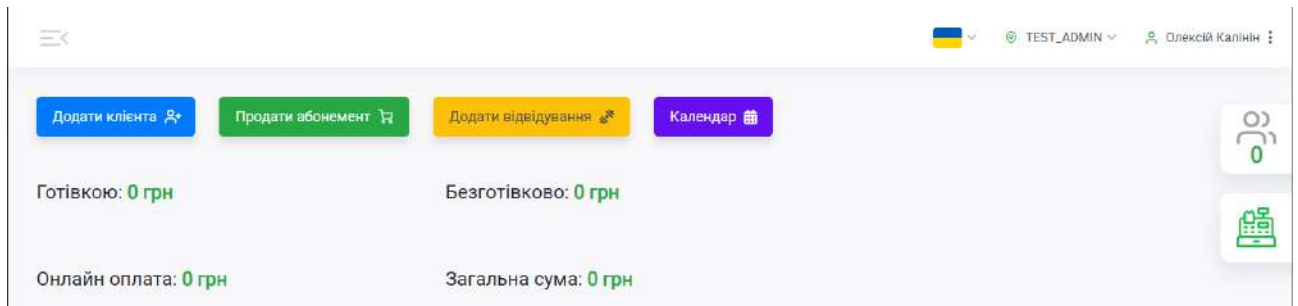 TEST_ADMIN Олексій Калінін
Додати клієнта Продати абонемент Додати відвідування Календар
0
Готівкою: 0 грн Безготівково: 0 грн
Онлайн оплата: 0 грн Загальна сума: 0 грн